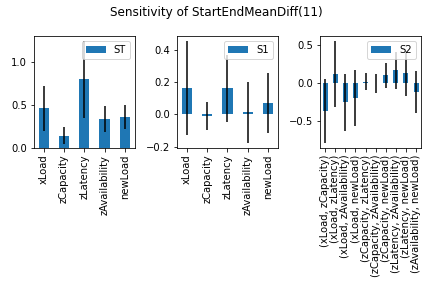 Sensitivity of StartEndMeanDiff(11)
ST
1.0
0.5
0.0
xLoad
zCapacity
zLatency
zAvailability
newLoad
S1
0.4
0.2
0.0
−0.2
xLoad
zCapacity
zLatency
zAvailability
newLoad
S2
0.5
0.0
−0.5
(xLoad, zCapacity)
(xLoad, zLatency)
(xLoad, zAvailability)
(xLoad, newLoad)
(zCapacity, zLatency)
(zCapacity, zAvailability)
(zCapacity, newLoad)
(zLatency, zAvailability)
(zLatency, newLoad)
(zAvailability, newLoad)